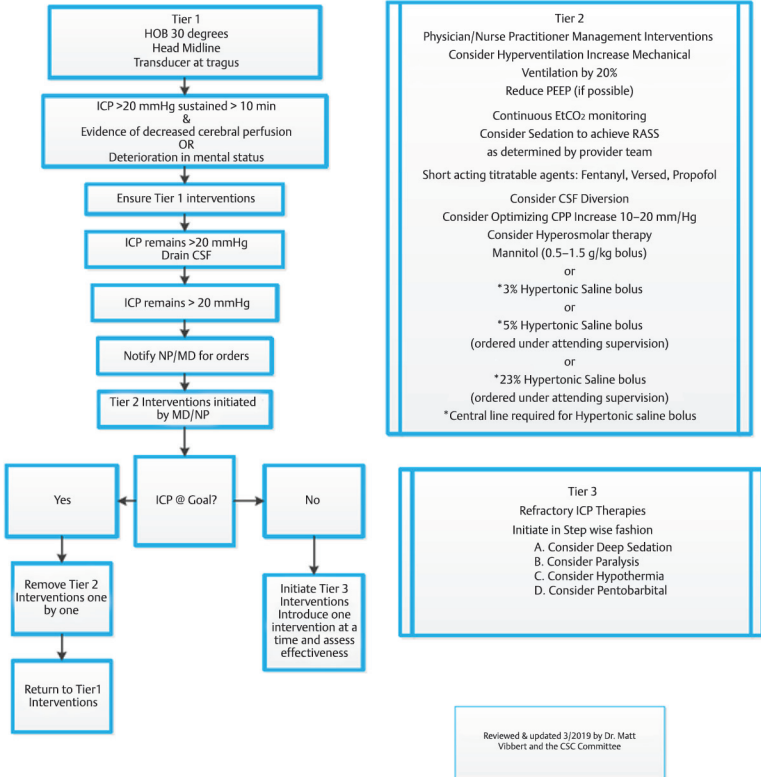 Tier 1
HOB 30 degrees
Head Midline
Transducer at tragus
ICP >20 mmHg sustained > 10 min
&
Evidence of decreased cerebral perfusion
OR
Deterioration in mental status
Ensure Tier 1 interventions
ICP remains >20 mmHg
Drain CSF
ICP remains > 20 mmHg
Notify NP/MD for orders
Tier 2 Interventions initiated
by MD/NP
Yes
ICP @ Goal?
No
Remove Tier 2
Interventions one
by one
Return to Tier1
Interventions
Initiate Tier 3
Interventions
Introduce one
intervention at a
time and assess
effectiveness
Tier 2
Physician/Nurse Practitioner Management Interventions
Consider Hyperventilation Increase Mechanical
Ventilation by 20%
Reduce PEEP (if possible)
Continuous EtCO₂ monitoring
Consider Sedation to achieve RASS
as determined by provider team
Short acting titratable agents: Fentanyl, Versed, Propofol
Consider CSF Diversion
Consider Optimizing CPP Increase 10–20 mm/Hg
Consider Hyperosmolar therapy
Mannitol (0.5–1.5 g/kg bolus)
or
*3% Hypertonic Saline bolus
or
*5% Hypertonic Saline bolus
(ordered under attending supervision)
or
*23% Hypertonic Saline bolus
(ordered under attending supervision)
*Central line required for Hypertonic saline bolus
Tier 3
Refractory ICP Therapies
Initiate in Step wise fashion
A. Consider Deep Sedation
B. Consider Paralysis
C. Consider Hypothermia
D. Consider Pentobarbital
Reviewed & updated 3/2019 by Dr. Matt
Vibbert and the CSC Committee